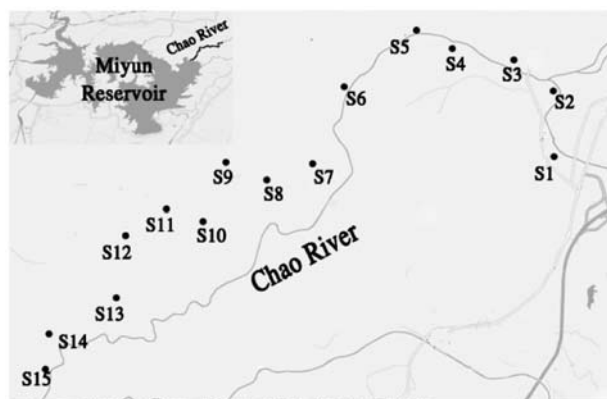 Chao River
Miyun
Reservoir
S5
S4
S3
S2
S6
S1
S9
S8
S7
S11
S10
S12
Chao River
S13
S14
S15